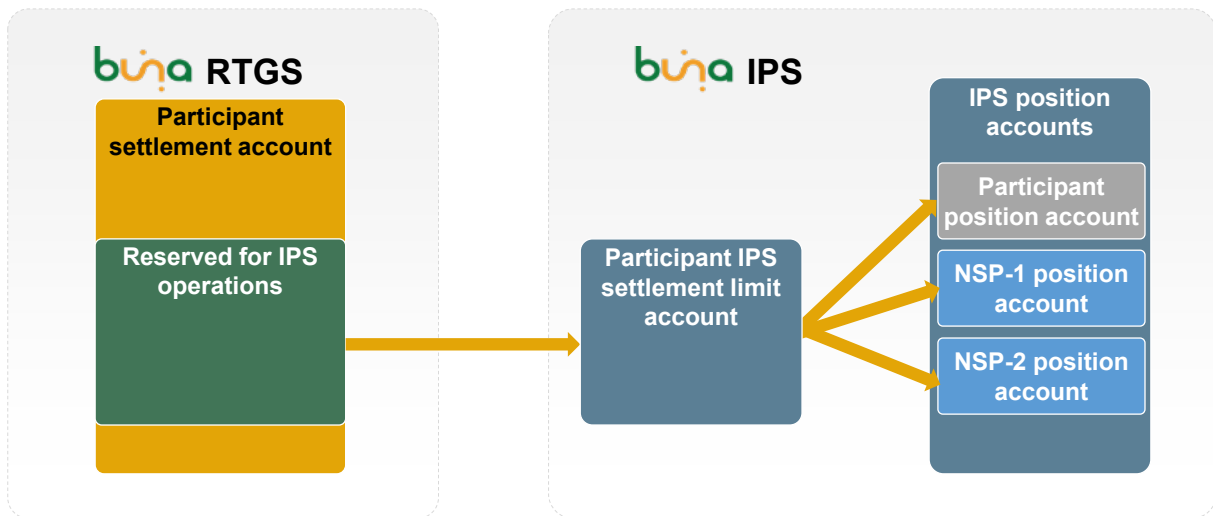 buna RTGS
Participant
settlement account
Reserved for IPS
operations
buna IPS
Participant IPS
settlement limit
account
IPS position
accounts
Participant
position account
NSP-1 position
account
NSP-2 position
account